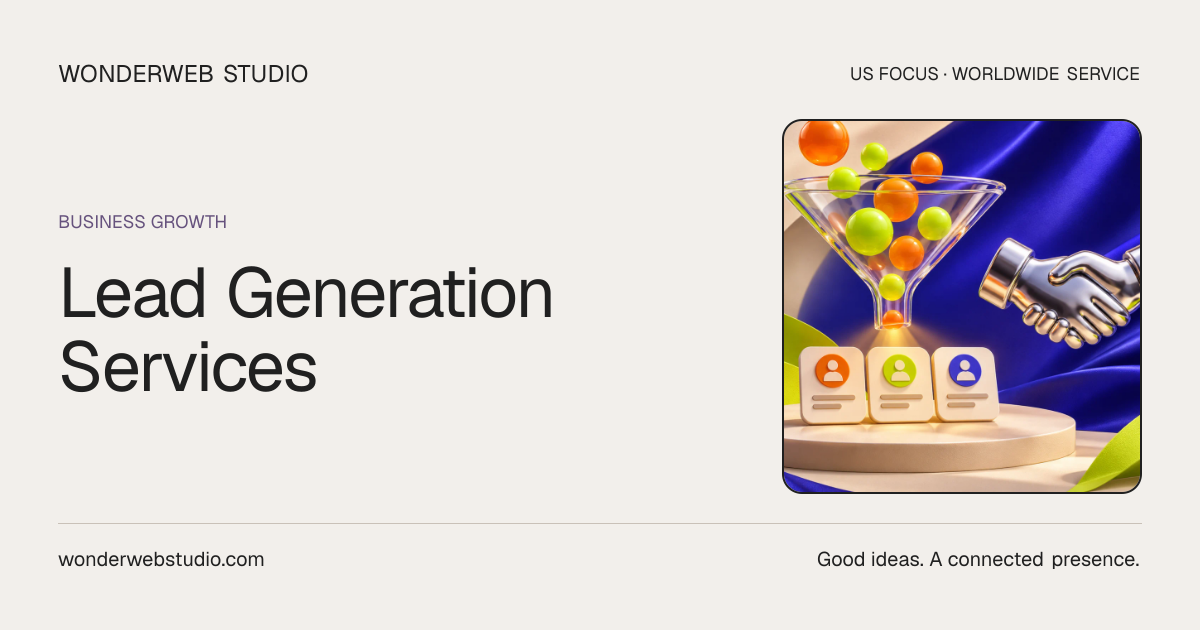 WONDERWEB STUDIO
US FOCUS · WORLDWIDE SERVICE
BUSINESS GROWTH
Lead Generation
Services
wonderwebstudio.com
Good ideas. A connected presence.